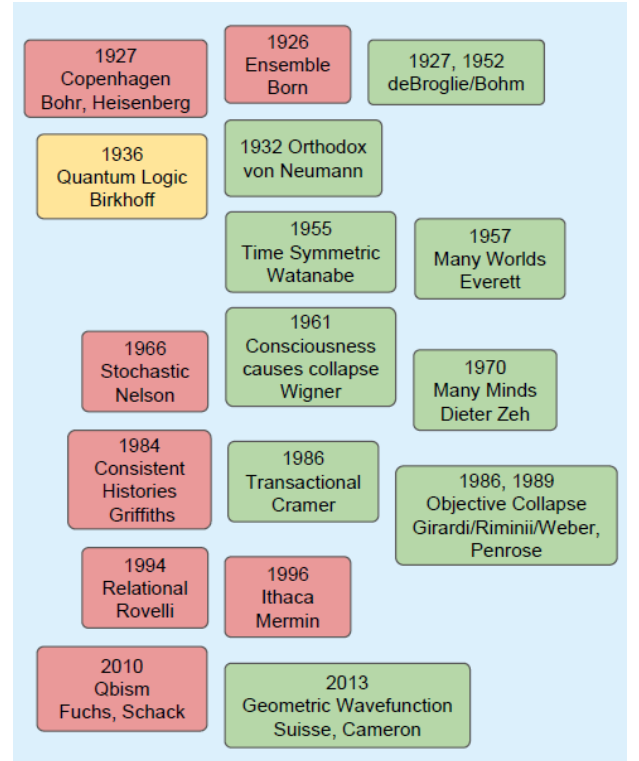 1927
Copenhagen
Bohr, Heisenberg
1926
Ensemble
Born
1927, 1952
deBroglie/Bohm
1936
Quantum Logic
Birkhoff
1932 Orthodox
von Neumann
1955
Time Symmetric
Watanabe
1957
Many Worlds
Everett
1966
Stochastic
Nelson
1961
Consciousness
causes collapse
Wigner
1970
Many Minds
Dieter Zeh
1984
Consistent
Histories
Griffiths
1986
Transactional
Cramer
1986, 1989
Objective Collapse
Girardi/Riminii/Weber,
Penrose
1994
Relational
Rovelli
1996
Ithaca
Mermin
2010
Qbism
Fuchs, Schack
2013
Geometric Wavefunction
Suisse, Cameron